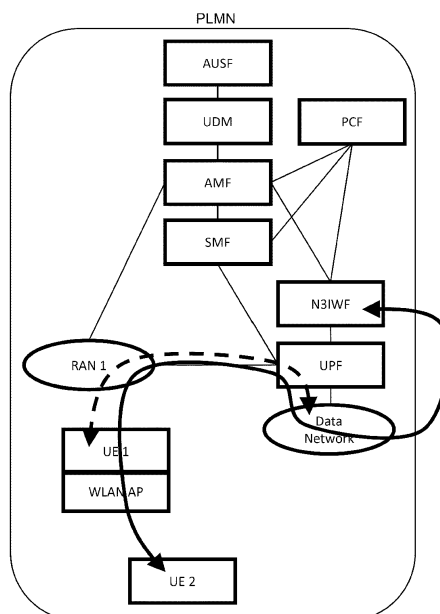 PLMN
AUSF
UDM
PCF
AMF
SMF
N3IWF
RAN 1
UPF
Data
Network
UE 1
WLAN AP
UE 2